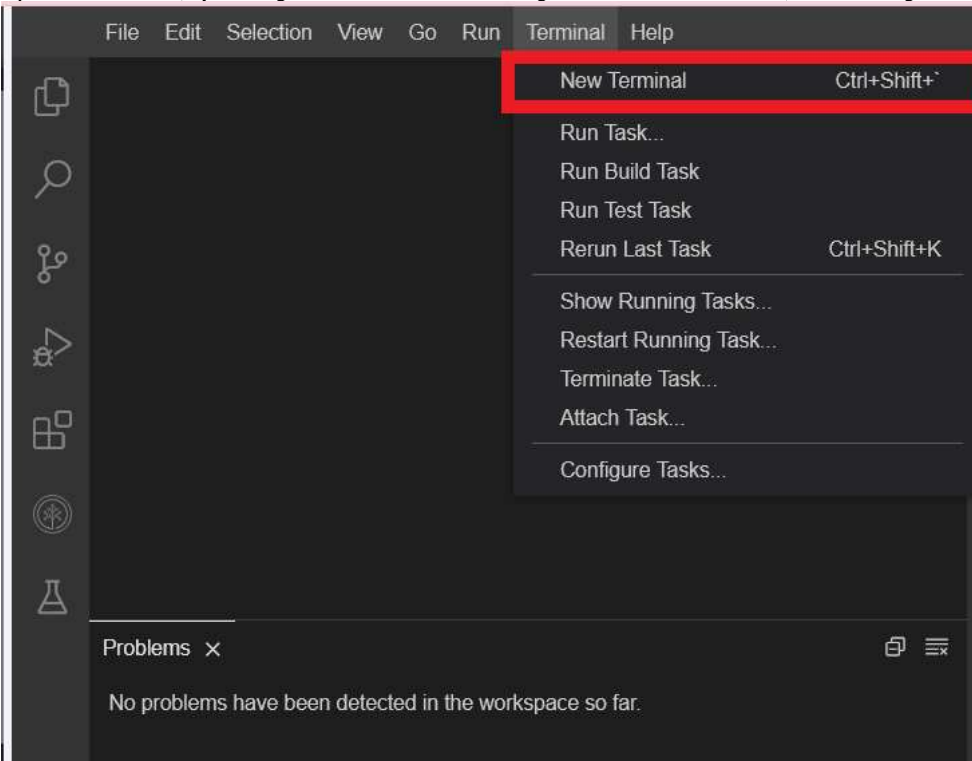 File Edit Selection View Go Run Terminal Help
New Terminal Ctrl+Shift+`
Run Task...
Run Build Task
Run Test Task
Rerun Last Task Ctrl+Shift+K
Show Running Tasks...
Restart Running Task...
Terminate Task...
Attach Task...
Configure Tasks...
Problems
No problems have been detected in the workspace so far.